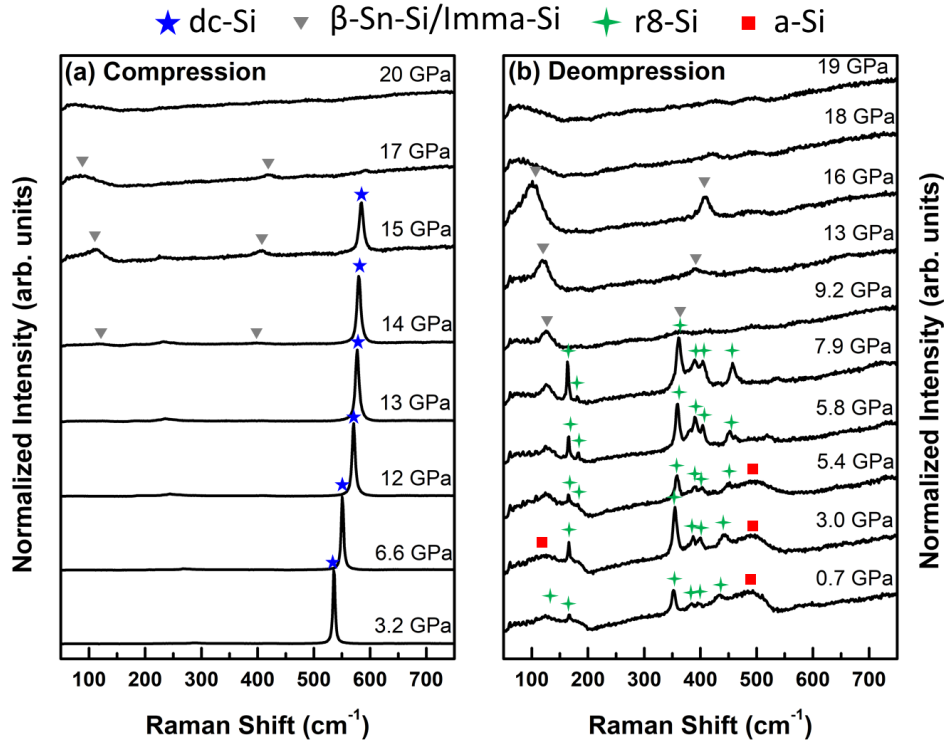 dc-Si β-Sn-Si/Imma-Si r8-Si a-Si
(a) Compression
20 GPa
17 GPa
15 GPa
14 GPa
13 GPa
12 GPa
6.6 GPa
3.2 GPa
100 200 300 400 500 600 700
Raman Shift (cm⁻¹)
Normalized Intensity (arb. units)
(b) Deompression
19 GPa
18 GPa
16 GPa
13 GPa
9.2 GPa
7.9 GPa
5.8 GPa
5.4 GPa
3.0 GPa
0.7 GPa
100 200 300 400 500 600 700
Raman Shift (cm⁻¹)
Normalized Intensity (arb. units)